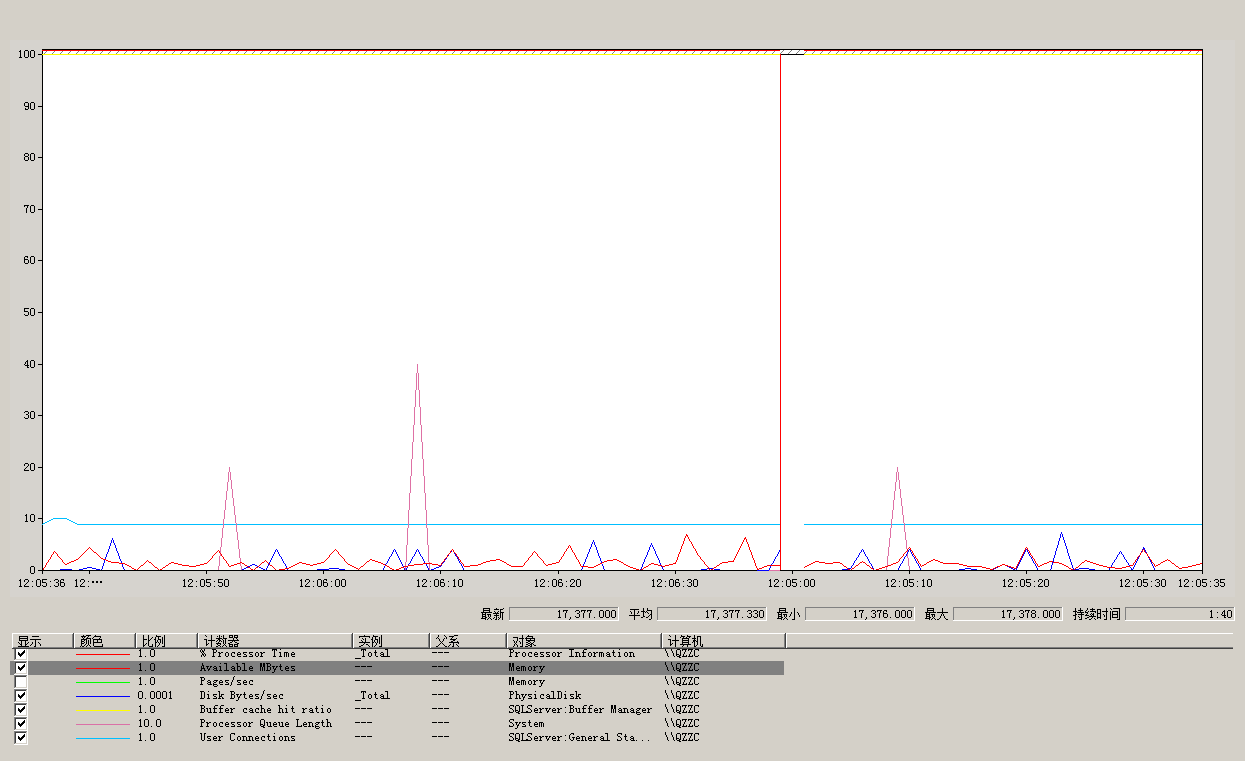 100
90
80
70
60
50
40
30
20
10
0
12:05:36 12:••• 12:05:50 12:06:00 12:06:10 12:06:20 12:06:30 12:05:00 12:05:10 12:05:20 12:05:30 12:05:35
最新 17,377.000 平均 17,377.330 最小 17,376.000 最大 17,378.000 持续时间 1:40
显示 颜色 比例 计数器 实例 父系 对象 计算机
1.0 % Processor Time _Total --- Processor Information \\QZZC
1.0 Available MBytes --- --- Memory \\QZZC
1.0 Pages/sec --- --- Memory \\QZZC
0.0001 Disk Bytes/sec _Total --- PhysicalDisk \\QZZC
1.0 Buffer cache hit ratio --- --- SQLServer:Buffer Manager \\QZZC
10.0 Processor Queue Length --- --- System \\QZZC
1.0 User Connections --- --- SQLServer:General Sta... \\QZZC